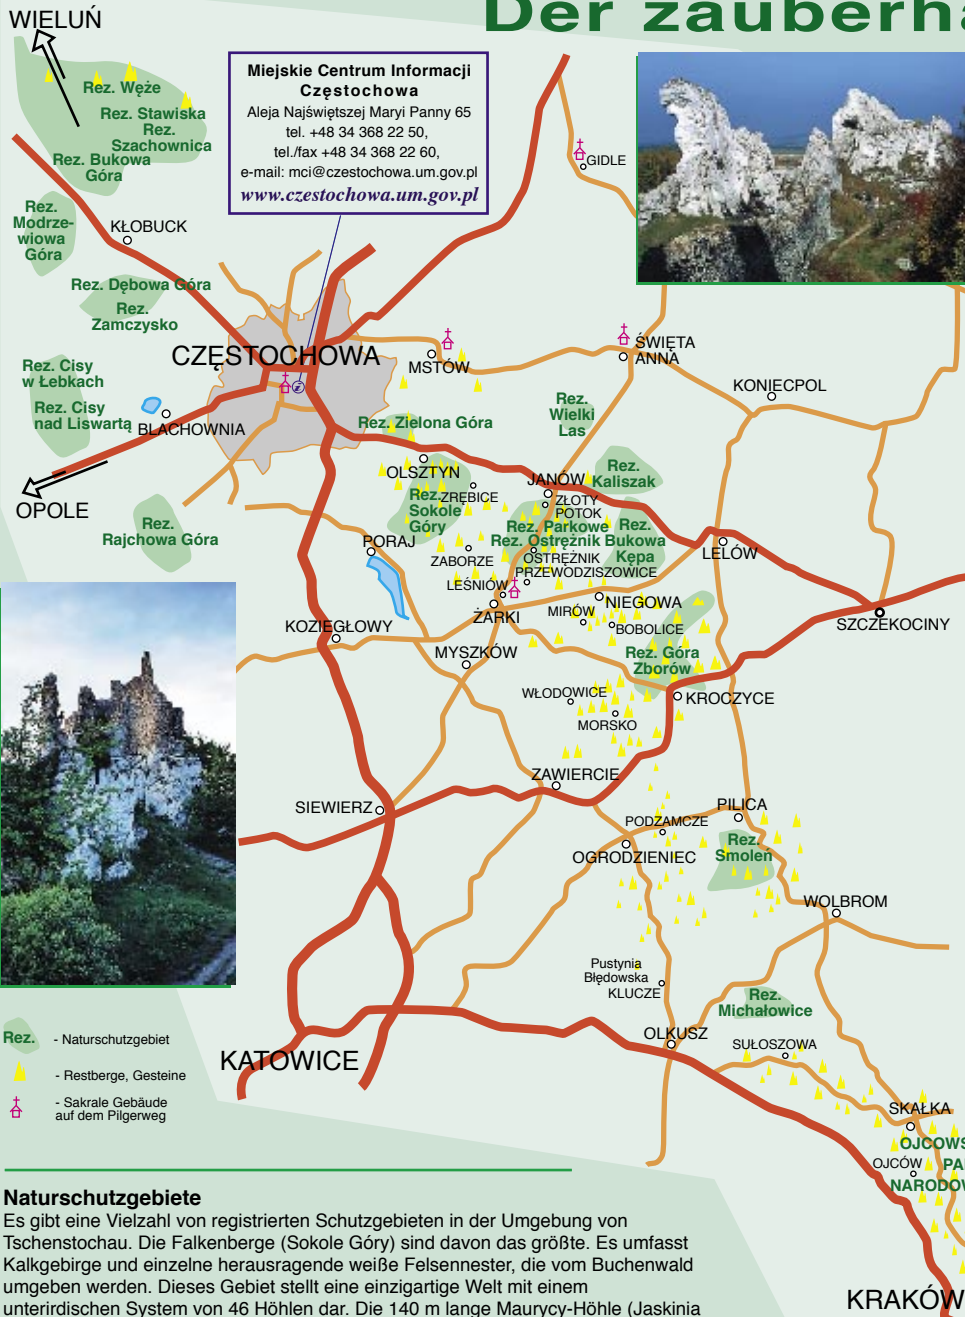 Der zauberha
WIELUŃ
Miejskie Centrum Informacji
Częstochowa
Aleja Najświętszej Maryi Panny 65
tel. +48 34 368 22 50,
tel./fax +48 34 368 22 60,
e-mail: mci@czestochowa.um.gov.pl
www.czestochowa.um.gov.pl
Rez. Węże
Rez. Stawiska
Rez.
Szachownica
Rez. Bukowa
Góra
GIDLE
Rez.
Modrze-
wiowa
Góra
KŁOBUCK
Rez. Dębowa Góra
Rez.
Zamczysko
CZĘSTOCHOWA
MSTÓW
ŚWIĘTA
ANNA
Rez. Cisy
w Łebkach
Rez. Cisy
nad Liswartą
BLACHOWNIA
KONIECPOL
Rez.
Wielki
Las
Rez. Zielona Góra
OPOLE
OLSZTYN
JANÓW
Rez.
Kaliszak
Rez.
Sokole
Góry
ZRĘBICE
ZŁOTY
POTOK
Rez.
Rajchowa Góra
Rez. Parkowe
Rez. Ostrężnik
Rez.
Bukowa
Kępa
PORAJ
ZABORZE
OSTRĘŻNIK
PRZEWODZISZOWICE
LELÓW
LEŚNIÓW
ŻARKI
MIRÓW
NIEGOWA
BOBOLICE
SZCZEKOCINY
KOZIEGŁOWY
MYSZKÓW
Rez. Góra
Zborów
WŁODOWICE
KROCZYCE
MORSKO
ZAWIERCIE
SIEWIERZ
PODZAMCZE
PILICA
OGRODZIENIEC
Rez.
Smoleń
WOLBROM
Pustynia
Błędowska
KLUCZE
Rez.
Michałowice
OLKUSZ
SUŁOSZOWA
KATOWICE
SKAŁKA
OJCOWS
OJCÓW
PA
NARODOW
KRAKÓW
Rez. - Naturschutzgebiet
- Restberge, Gesteine
- Sakrale Gebäude
auf dem Pilgerweg
Naturschutzgebiete
Es gibt eine Vielzahl von registrierten Schutzgebieten in der Umgebung von
Tschenstochau. Die Falkenberge (Sokole Góry) sind davon das größte. Es umfasst
Kalkgebirge und einzelne herausragende weiße Felsennester, die vom Buchenwald
umgeben werden. Dieses Gebiet stellt eine einzigartige Welt mit einem
unterirdischen System von 46 Höhlen dar. Die 140 m lange Maurycy-Höhle (Jaskinia